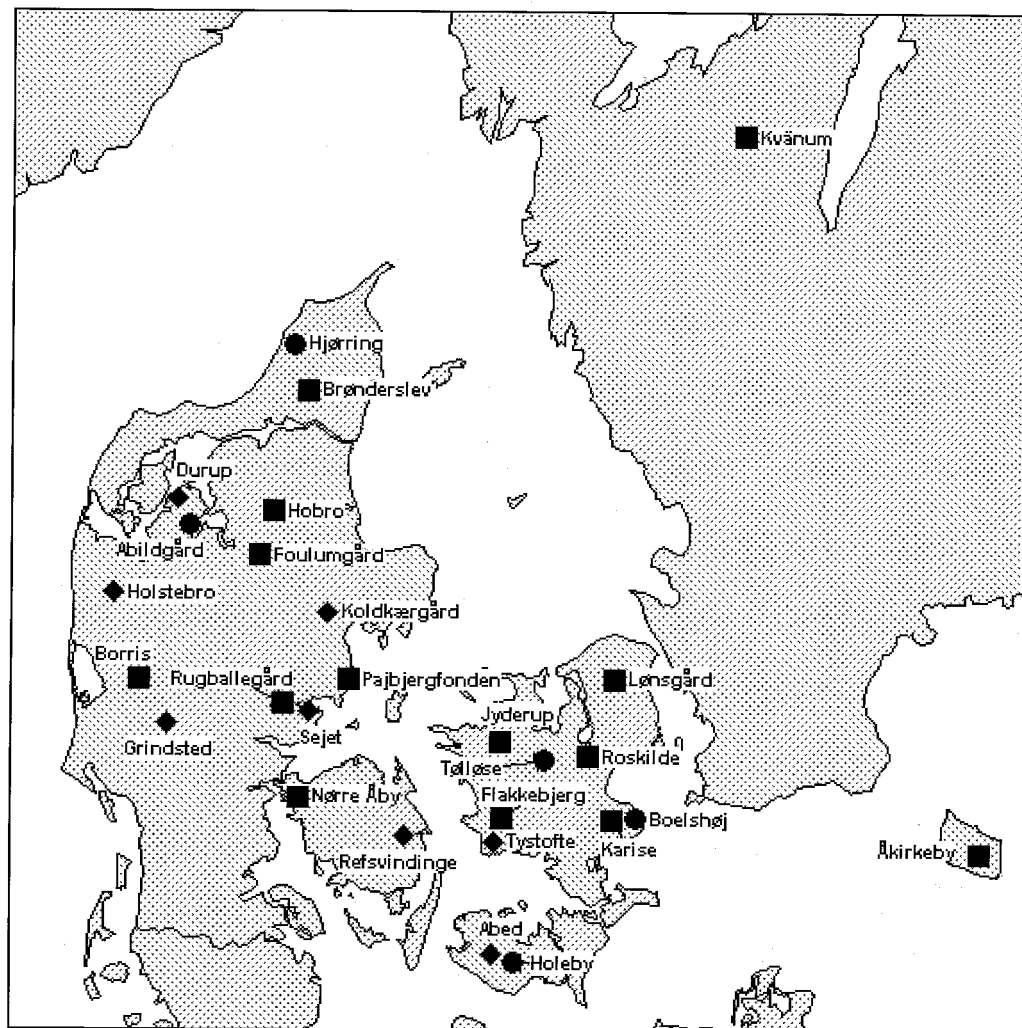 Kvänum
Hjørring
Brønderslev
Durup
Hobro
Abildgård
Foulumgård
Holstebro
Koldkærgård
Borris
Rugballegård
Pajbjergfonden
Lønsgård
Sejet
Jyderup
Grindsted
Tølløse
Roskilde
Nørre Åby
Flakkebjerg
Boelshøj
Tystofte
Karise
Refsvindinge
Åkirkeby
Abed
Holeby